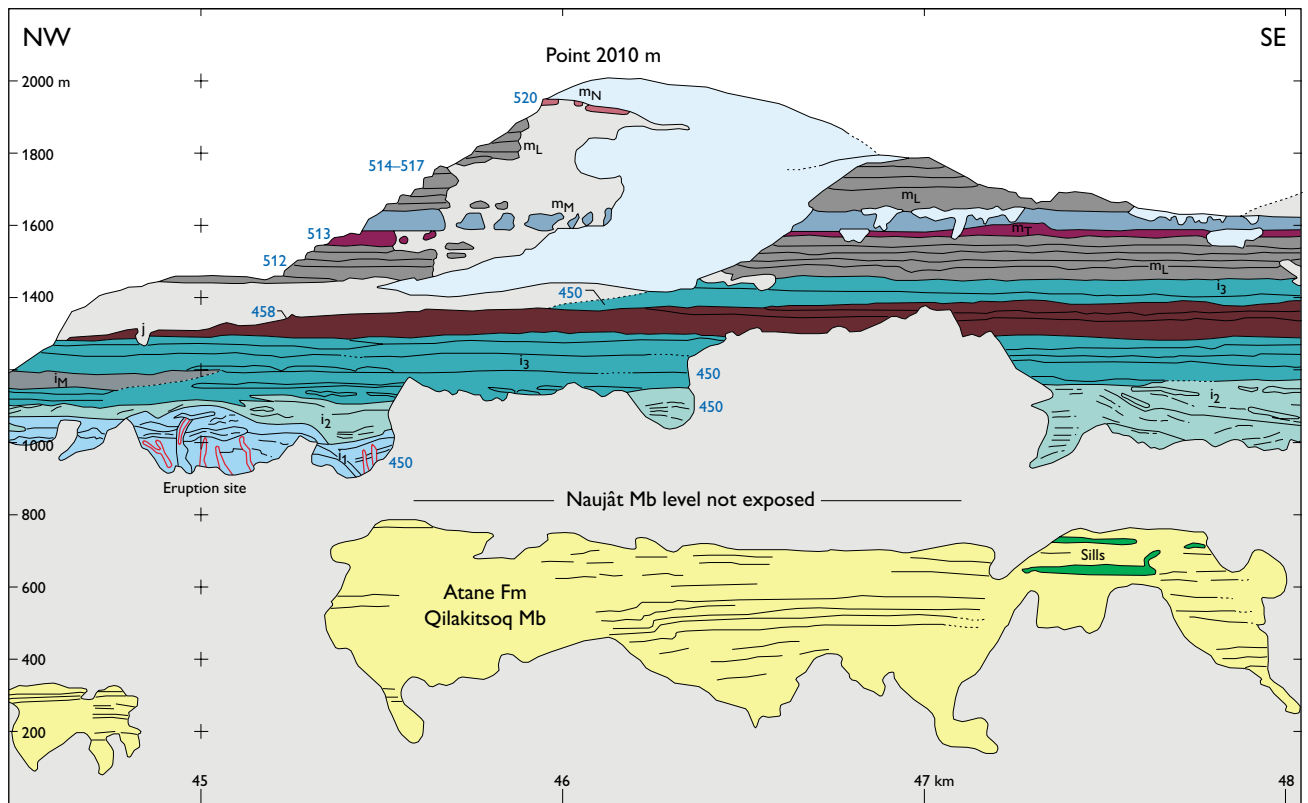 NW
SE
Point 2010 m
2000 m
520
mN
1800
mL
514–517
mL
mM
1600
513
mT
512
mL
i3
1400
450
458
j
i3
iM
450
450
i2
i2
1000
i1
450
Eruption site
800
Naujât Mb level not exposed
Sills
600
Atane Fm
Qilakitsoq Mb
400
200
45
46
47 km
48